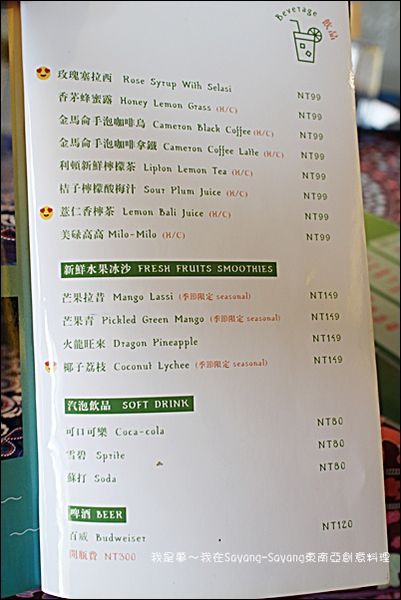 Beverage 飲品
玫瑰塞拉西 Rose Syrup With Selasi NT99
香茅蜂蜜露 Honey Lemon Grass (H/C) NT99
金馬侖手泡咖啡烏 Cameron Black Coffee (H/C) NT99
金馬侖手泡咖啡拿鐵 Cameron Coffee Latte (H/C) NT99
利頓新鮮檸檬茶 Lipton Lemon Tea (H/C) NT99
桔子檸檬酸梅汁 Sour Plum Juice (H/C) NT99
薏仁香檸茶 Lemon Bali Juice (H/C) NT99
美碌高高 Milo-Milo (H/C) NT99
新鮮水果冰沙 FRESH FRUITS SMOOTHIES
芒果拉昔 Mango Lassi (季節限定 seasonal) NT149
芒果青 Pickled Green Mango (季節限定 seasonal) NT149
火龍旺來 Dragon Pineapple NT149
椰子荔枝 Coconut Lychee (季節限定 seasonal) NT149
汽泡飲品 SOFT DRINK
可口可樂 Coca-cola NT80
雪碧 Sprite NT80
蘇打 Soda NT80
啤酒 BEER
百威 Budweiser NT120
開瓶費 NT300
我是畢～我在Sayang-Sayang東南亞創意料理